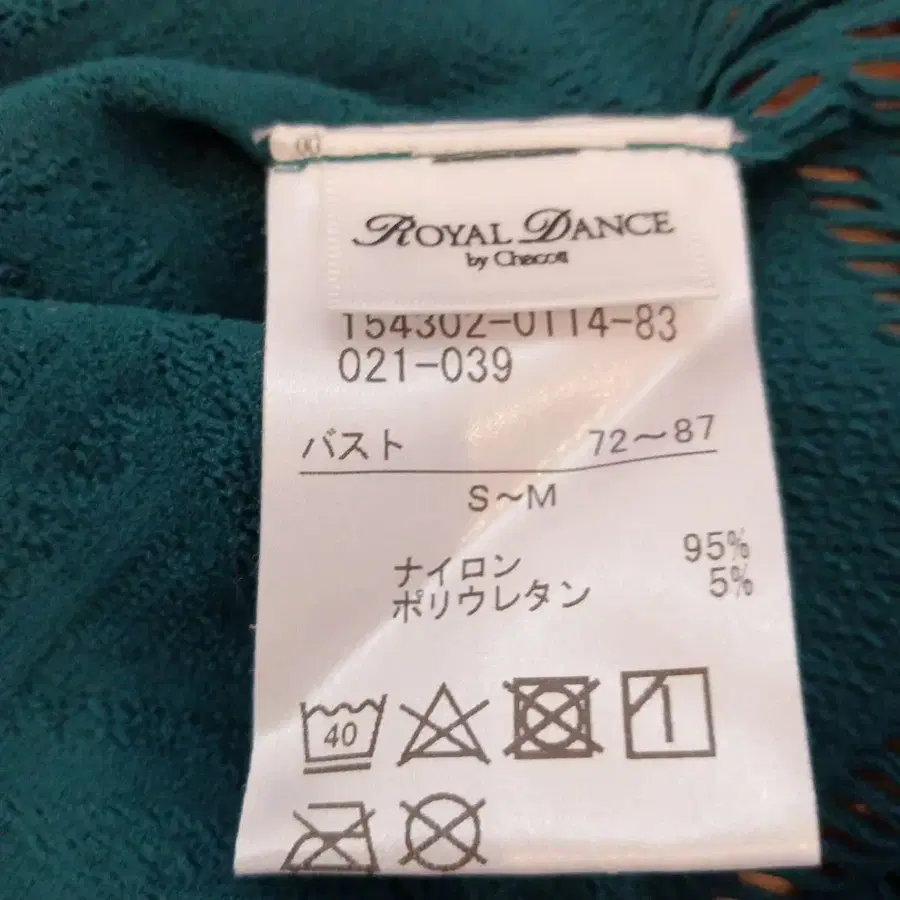 ROYAL DANCE
by Chacott
154302-0114-83
021-039
バスト 72～87
S～M
ナイロン 95%
ポリウレタン 5%
40